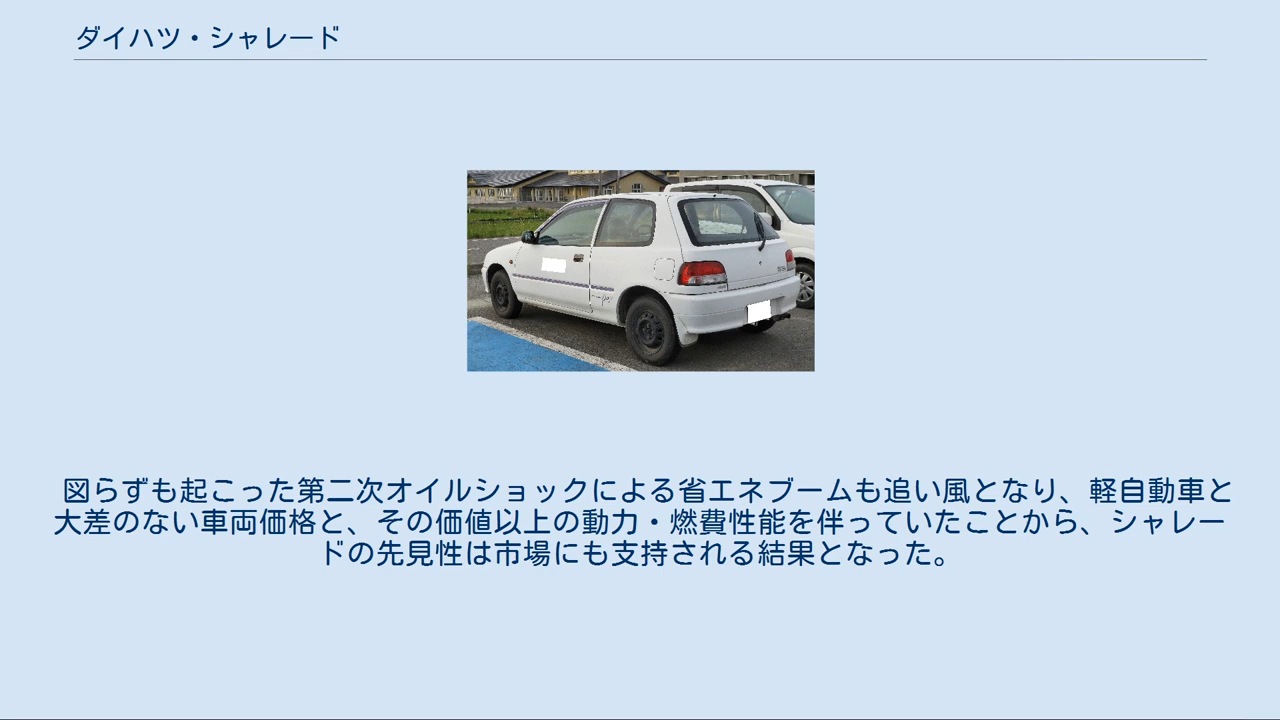 ダイハツ・シャレード
図らずも起こった第二次オイルショックによる省エネブームも追い風となり、軽自動車と
大差のない車両価格と、その価値以上の動力・燃費性能を伴っていたことから、シャレー
ドの先見性は市場にも支持される結果となった。